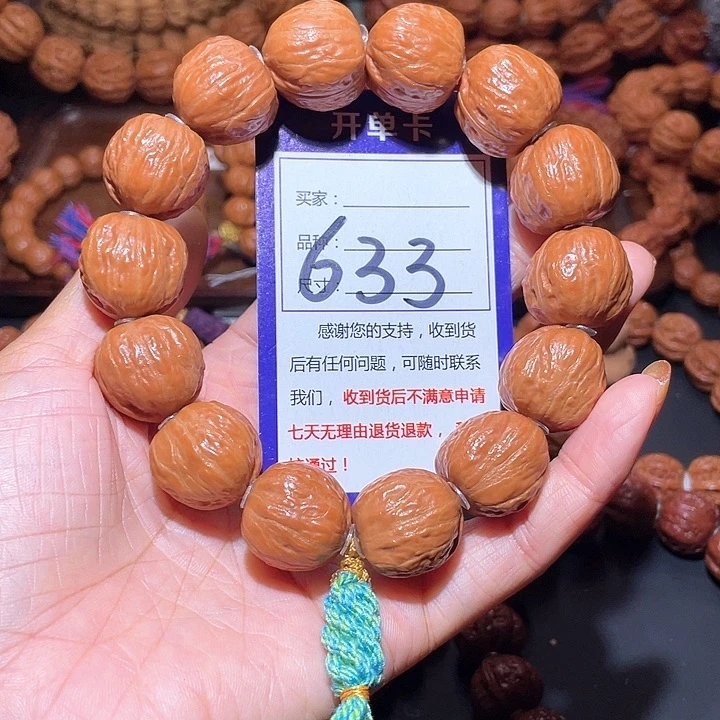 开单卡
买家：
品种：
633
尺寸：
感谢您的支持，收到货
后有任何问题，可随时联系
我们，收到货后不满意申请
七天无理由退货退款，
通过！